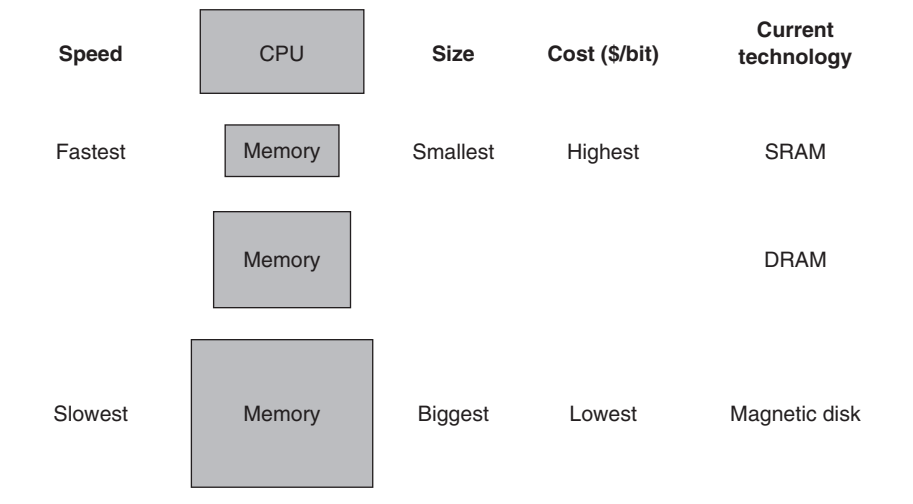 Speed CPU Size Cost ($/bit) Current
technology
Fastest Memory Smallest Highest SRAM
Memory DRAM
Slowest Memory Biggest Lowest Magnetic disk